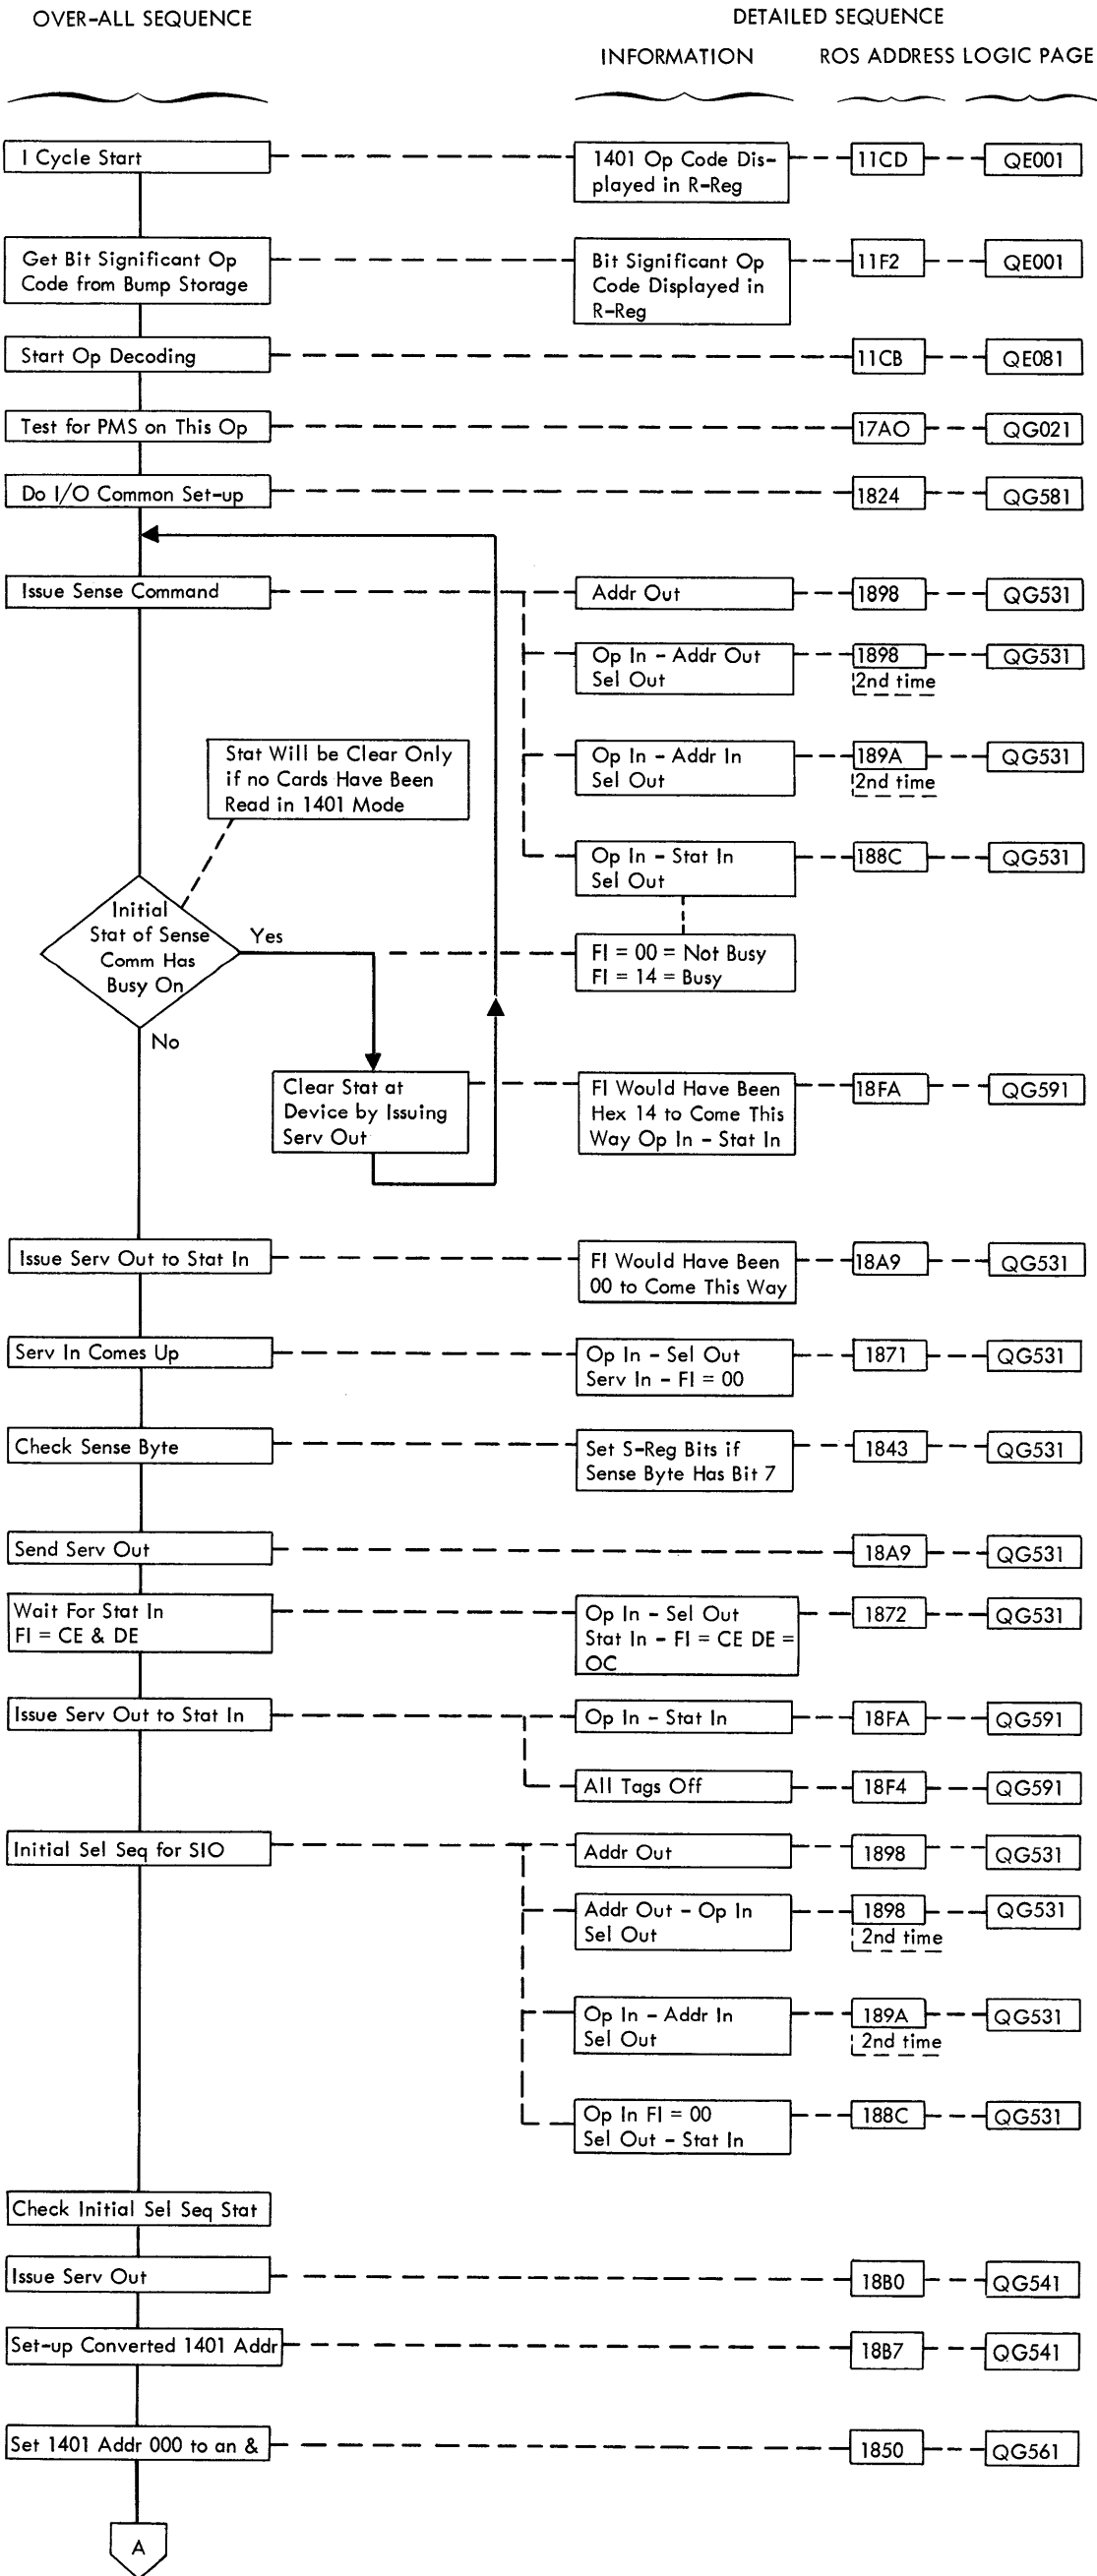 OVER-ALL SEQUENCE
DETAILED SEQUENCE
INFORMATION
ROS ADDRESS
LOGIC PAGE
I Cycle Start
1401 Op Code Dis-
played in R-Reg
11CD
QE001
Get Bit Significant Op
Code from Bump Storage
Bit Significant Op
Code Displayed in
R-Reg
11F2
QE001
Start Op Decoding
11CB
QE081
Test for PMS on This Op
17AO
QG021
Do I/O Common Set-up
1824
QG581
Issue Sense Command
Addr Out
1898
QG531
Op In - Addr Out
Sel Out
1898
2nd time
QG531
Stat Will be Clear Only
if no Cards Have Been
Read in 1401 Mode
Op In - Addr In
Sel Out
189A
2nd time
QG531
Op In - Stat In
Sel Out
188C
QG531
Initial
Stat of Sense
Comm Has
Busy On
Yes
No
FI = 00 = Not Busy
FI = 14 = Busy
Clear Stat at
Device by Issuing
Serv Out
FI Would Have Been
Hex 14 to Come This
Way Op In - Stat In
18FA
QG591
Issue Serv Out to Stat In
FI Would Have Been
00 to Come This Way
18A9
QG531
Serv In Comes Up
Op In - Sel Out
Serv In - FI = 00
1871
QG531
Check Sense Byte
Set S-Reg Bits if
Sense Byte Has Bit 7
1843
QG531
Send Serv Out
18A9
QG531
Wait For Stat In
FI = CE & DE
Op In - Sel Out
Stat In - FI = CE DE =
OC
1872
QG531
Issue Serv Out to Stat In
Op In - Stat In
18FA
QG591
All Tags Off
18F4
QG591
Initial Sel Seq for SIO
Addr Out
1898
QG531
Addr Out - Op In
Sel Out
1898
2nd time
QG531
Op In - Addr In
Sel Out
189A
2nd time
QG531
Op In FI = 00
Sel Out - Stat In
188C
QG531
Check Initial Sel Seq Stat
Issue Serv Out
18B0
QG541
Set-up Converted 1401 Addr
18B7
QG541
Set 1401 Addr 000 to an &
1850
QG561
A